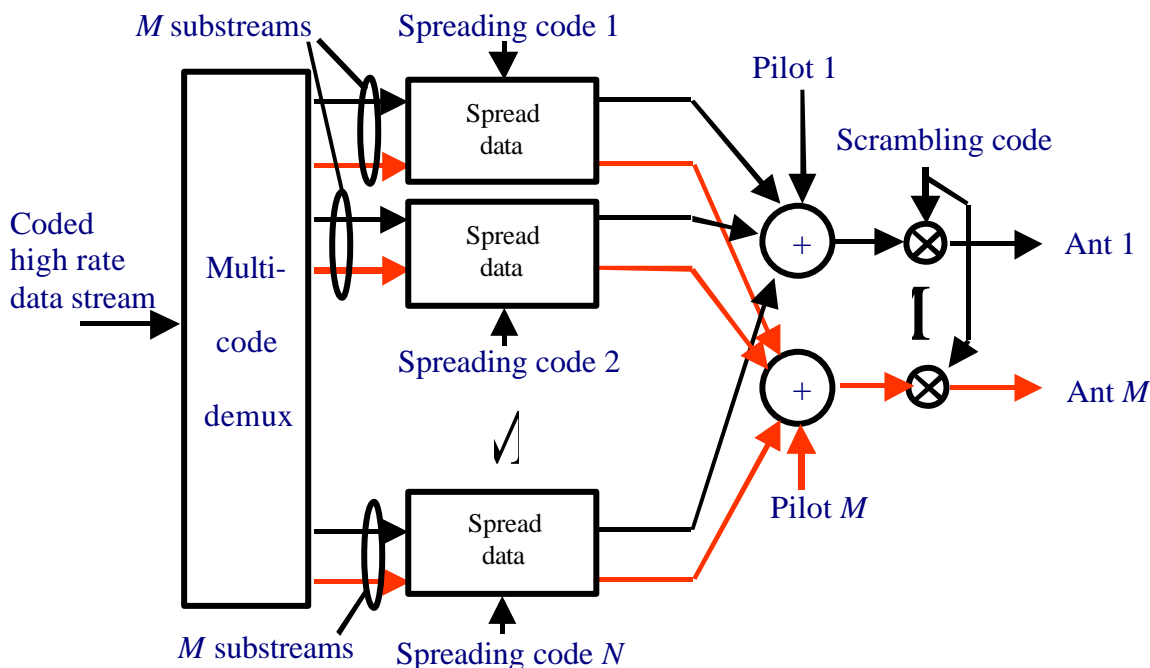 M substreams
Spreading code 1
Pilot 1
Spread
data
Scrambling code
Coded
high rate
data stream
Multi-
code
demux
Spread
data
+
Ant 1
Spreading code 2
+
Ant M
Pilot M
Spread
data
M substreams
Spreading code N